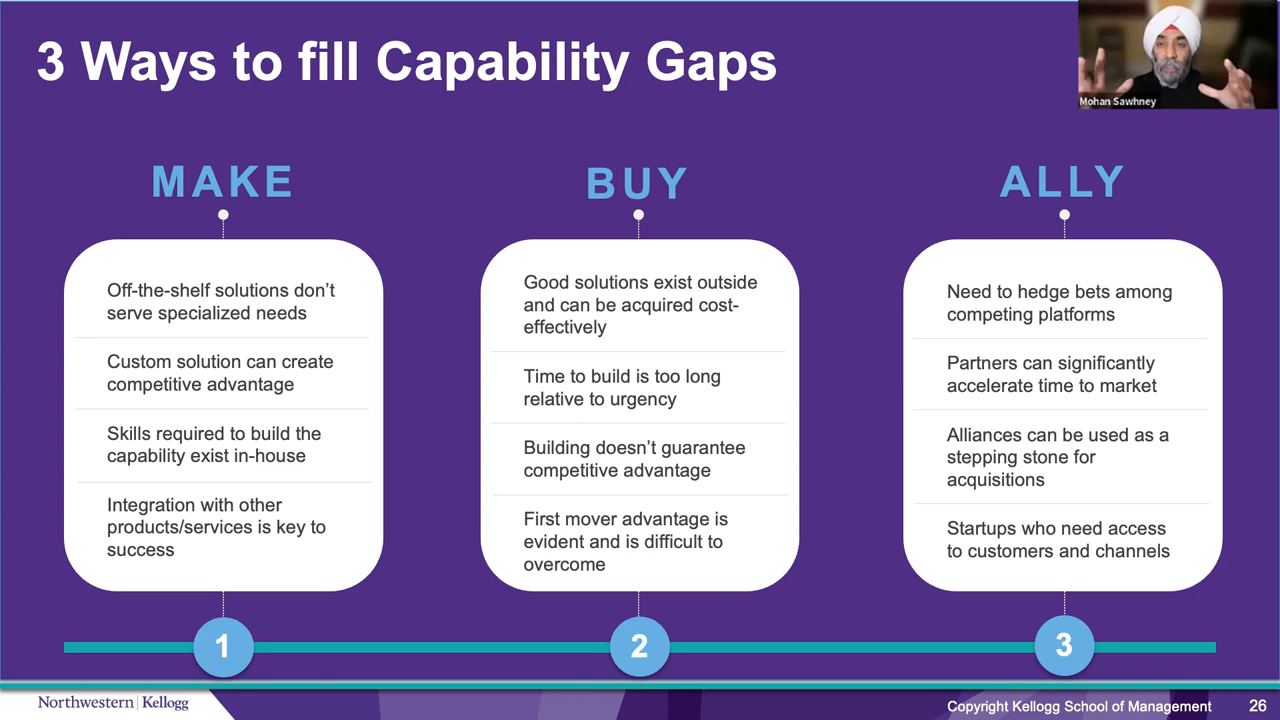 3 Ways to fill Capability Gaps
Mohan Sawhney
MAKE
Off-the-shelf solutions don’t
serve specialized needs
Custom solution can create
competitive advantage
Skills required to build the
capability exist in-house
Integration with other
products/services is key to
success
1
BUY
Good solutions exist outside
and can be acquired cost-
effectively
Time to build is too long
relative to urgency
Building doesn’t guarantee
competitive advantage
First mover advantage is
evident and is difficult to
overcome
2
ALLY
Need to hedge bets among
competing platforms
Partners can significantly
accelerate time to market
Alliances can be used as a
stepping stone for
acquisitions
Startups who need access
to customers and channels
3
Northwestern | Kellogg
Copyright Kellogg School of Management
26